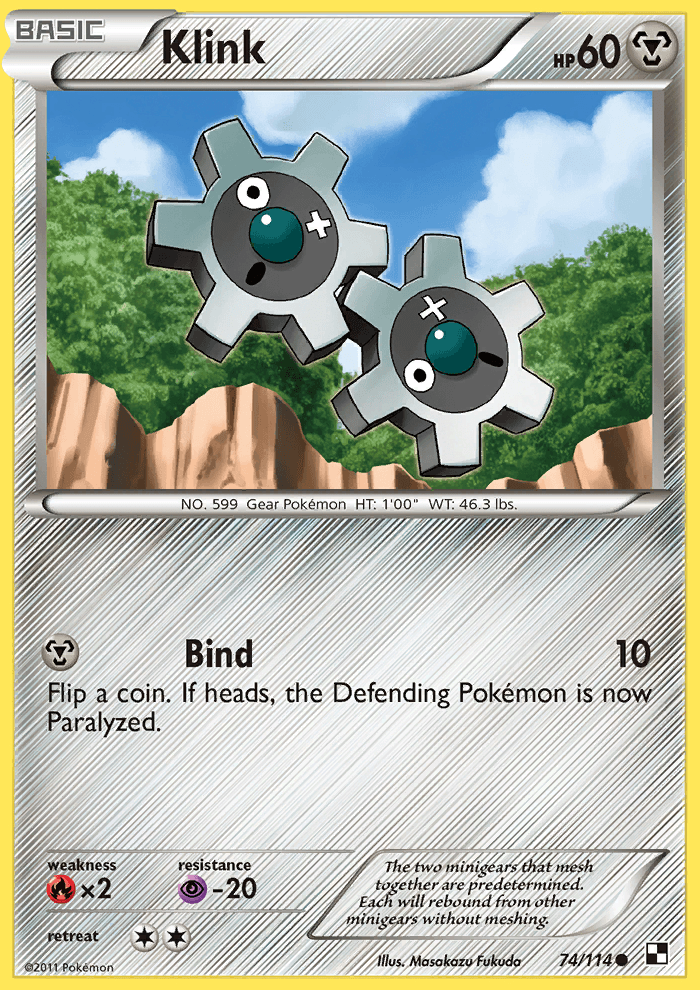 BASIC
Klink
HP60
NO. 599 Gear Pokémon HT: 1'00" WT: 46.3 lbs.
Bind 10
Flip a coin. If heads, the Defending Pokémon is now
Paralyzed.
weakness resistance
×2 -20
retreat
The two minigears that mesh
together are predetermined.
Each will rebound from other
minigears without meshing.
©2011 Pokémon Illus. Masakazu Fukuda 74/114